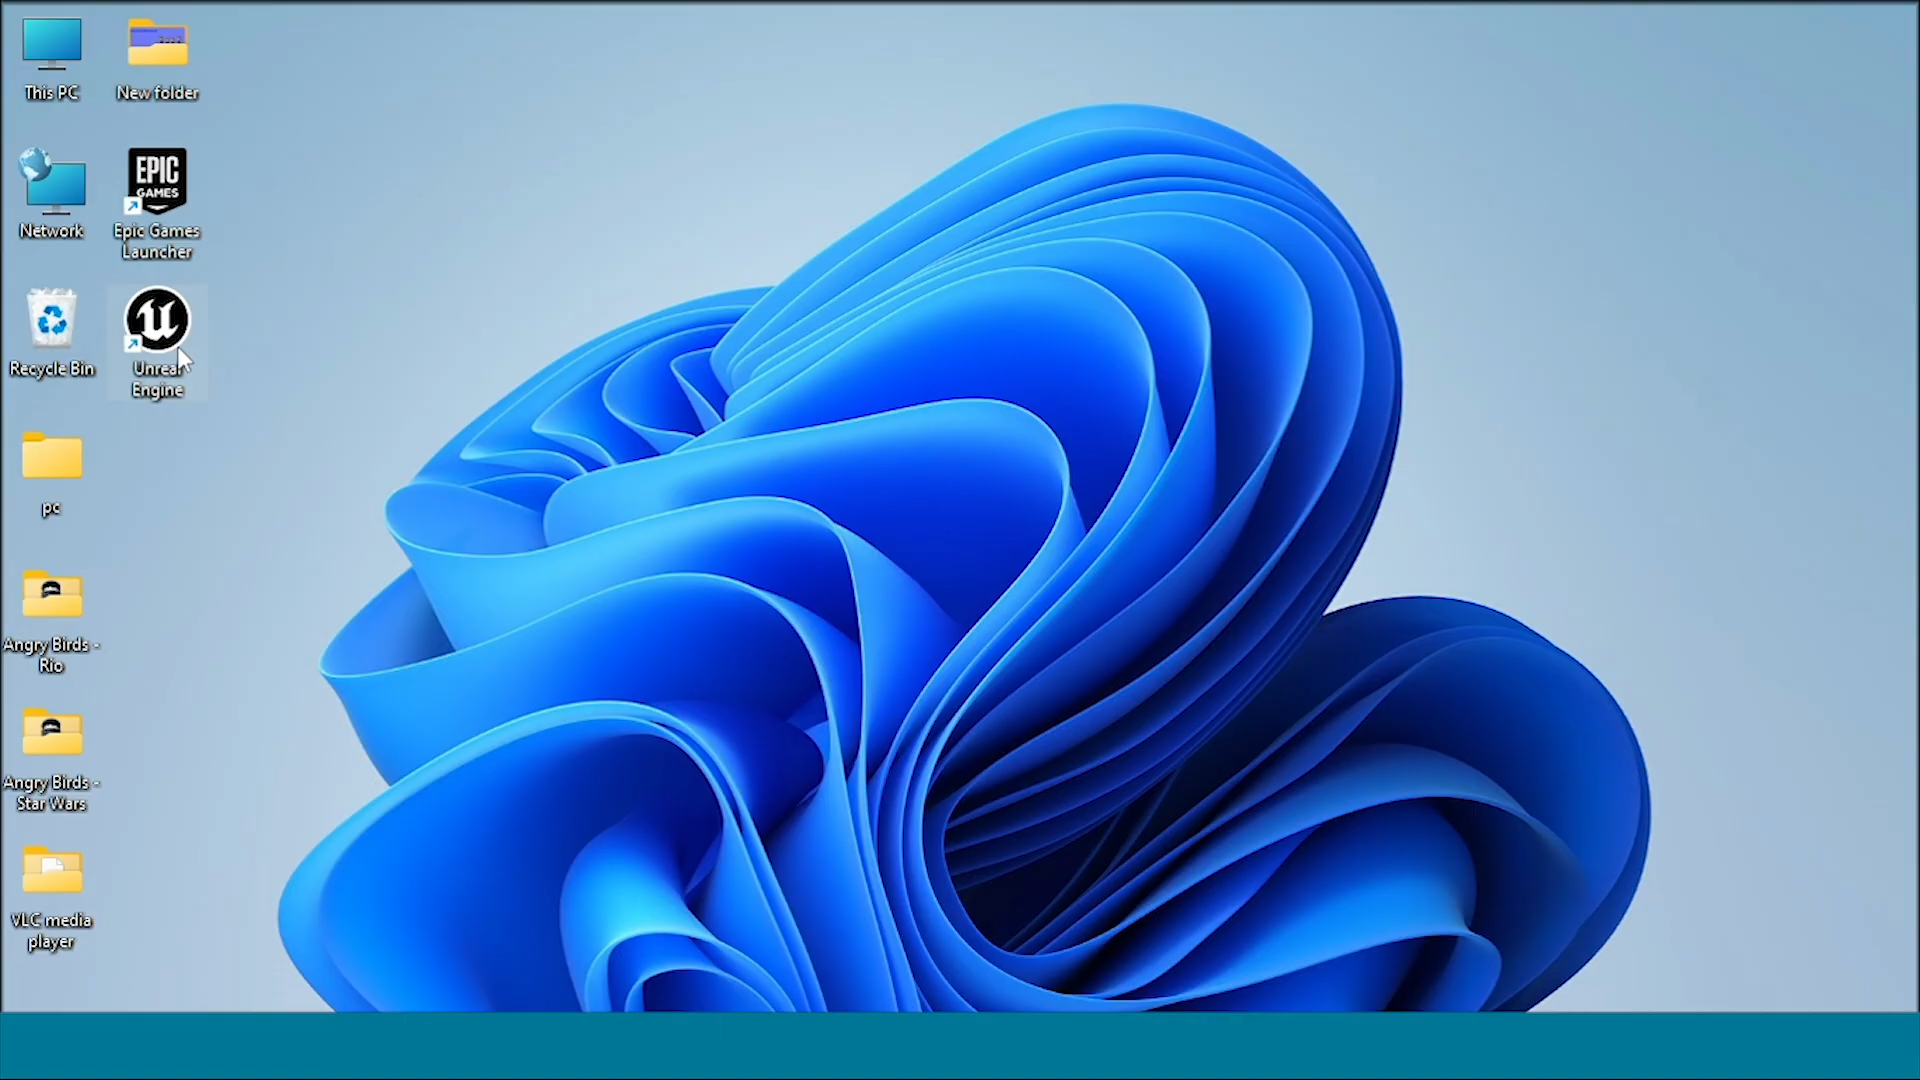 This PC
New folder
EPIC
GAMES
Network
Epic Games
Launcher
Recycle Bin
Unreal
Engine
pc
Angry Birds -
Rio
Angry Birds -
Star Wars
VLC media
player